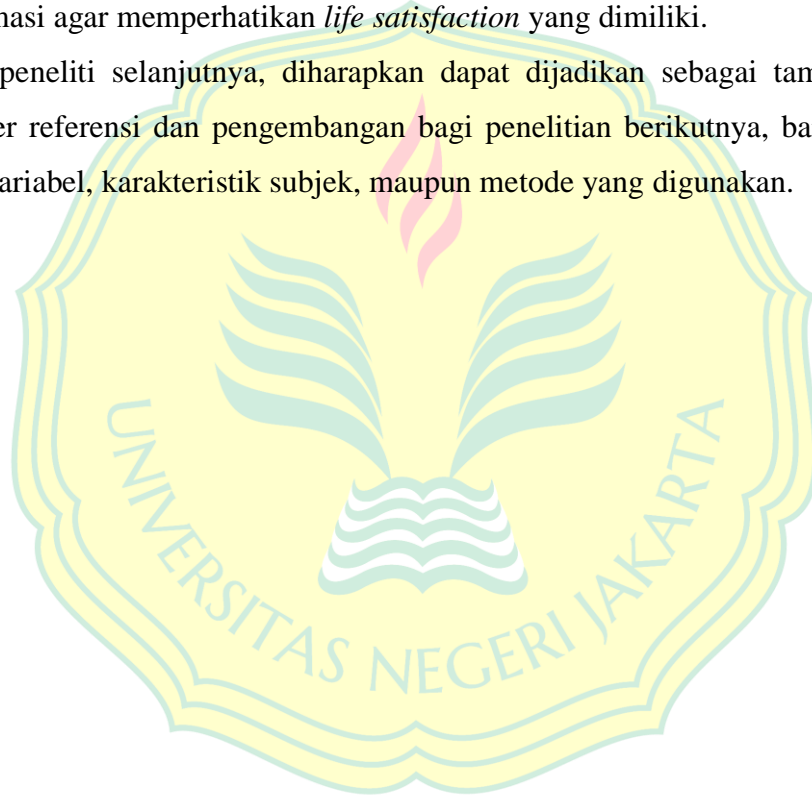 masi agar memperhatikan life satisfaction yang dimiliki.
peneliti selanjutnya, diharapkan dapat dijadikan sebagai tam
er referensi dan pengembangan bagi penelitian berikutnya, ba
ariabel, karakteristik subjek, maupun metode yang digunakan.
UNIVERSITAS NEGERI JAKARTA